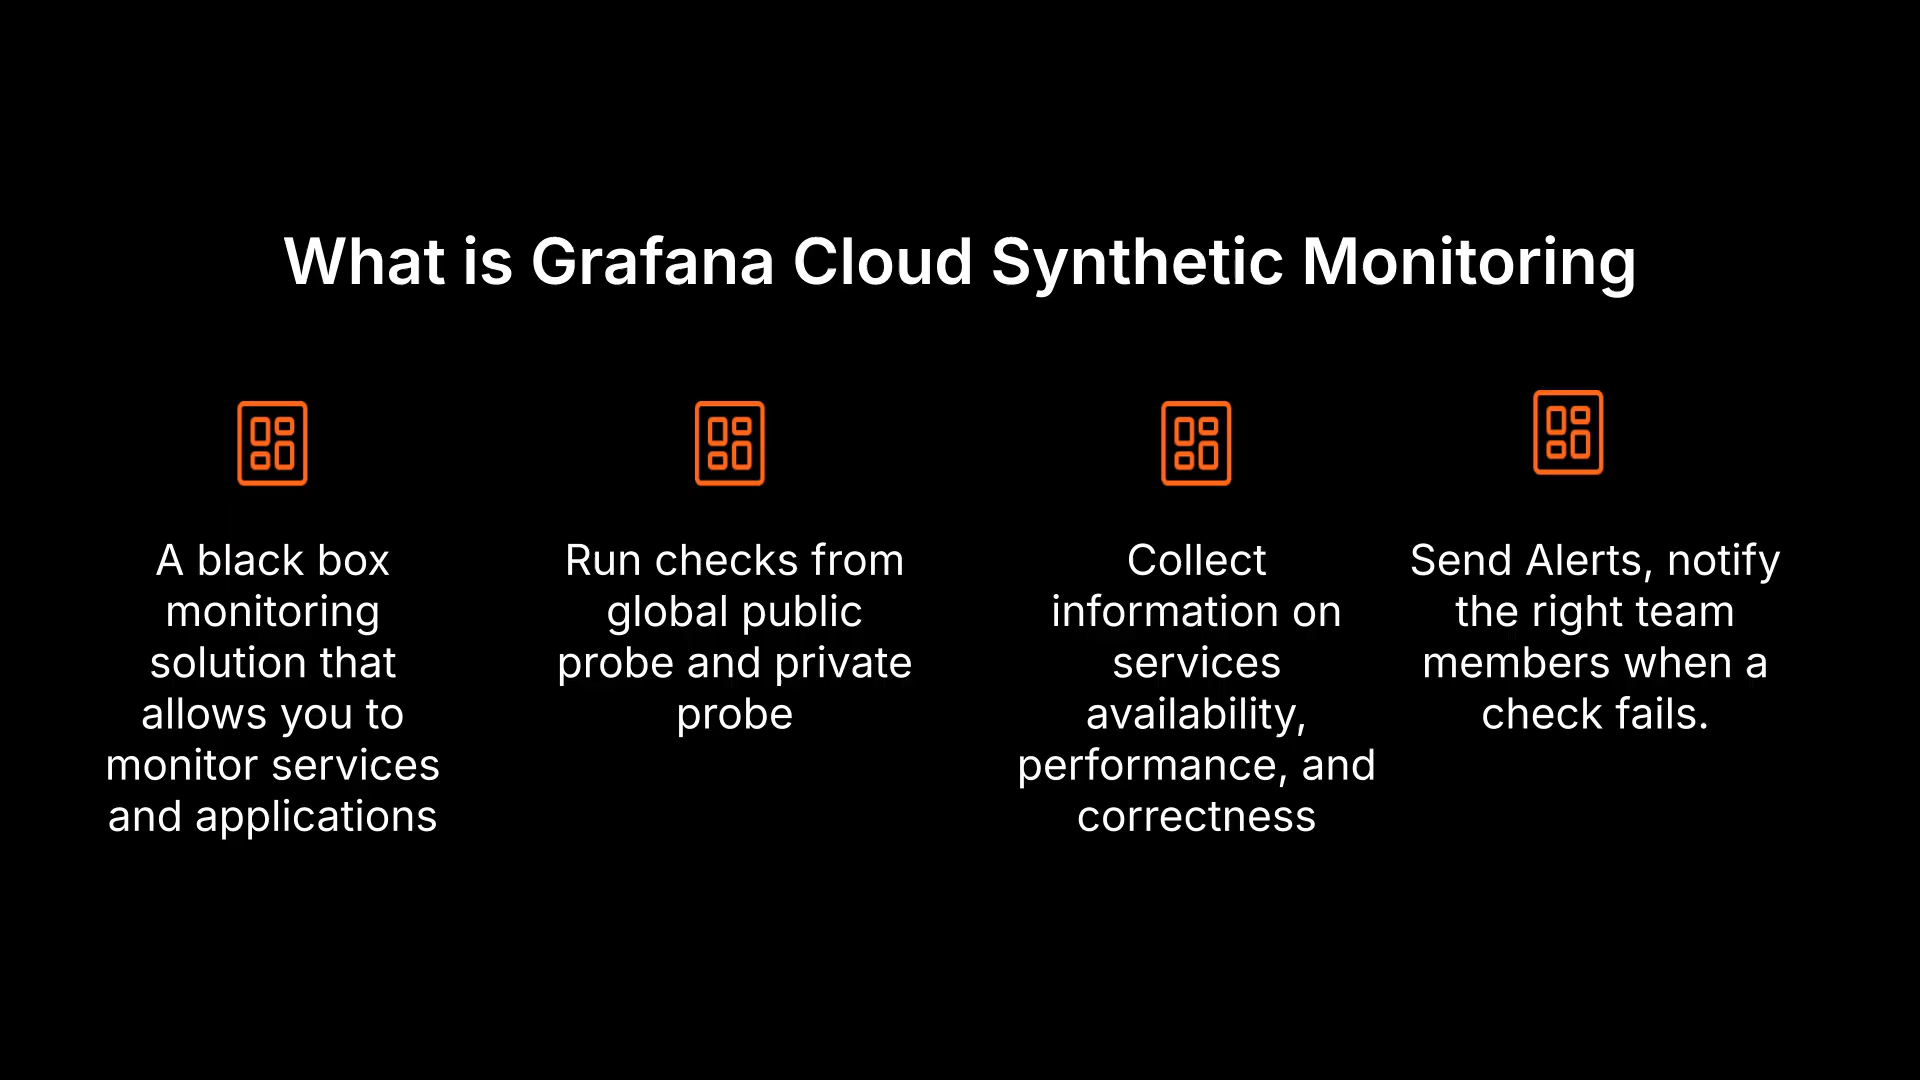 What is Grafana Cloud Synthetic Monitoring
A black box
monitoring
solution that
allows you to
monitor services
and applications
Run checks from
global public
probe and private
probe
Collect
information on
services
availability,
performance, and
correctness
Send Alerts, notify
the right team
members when a
check fails.